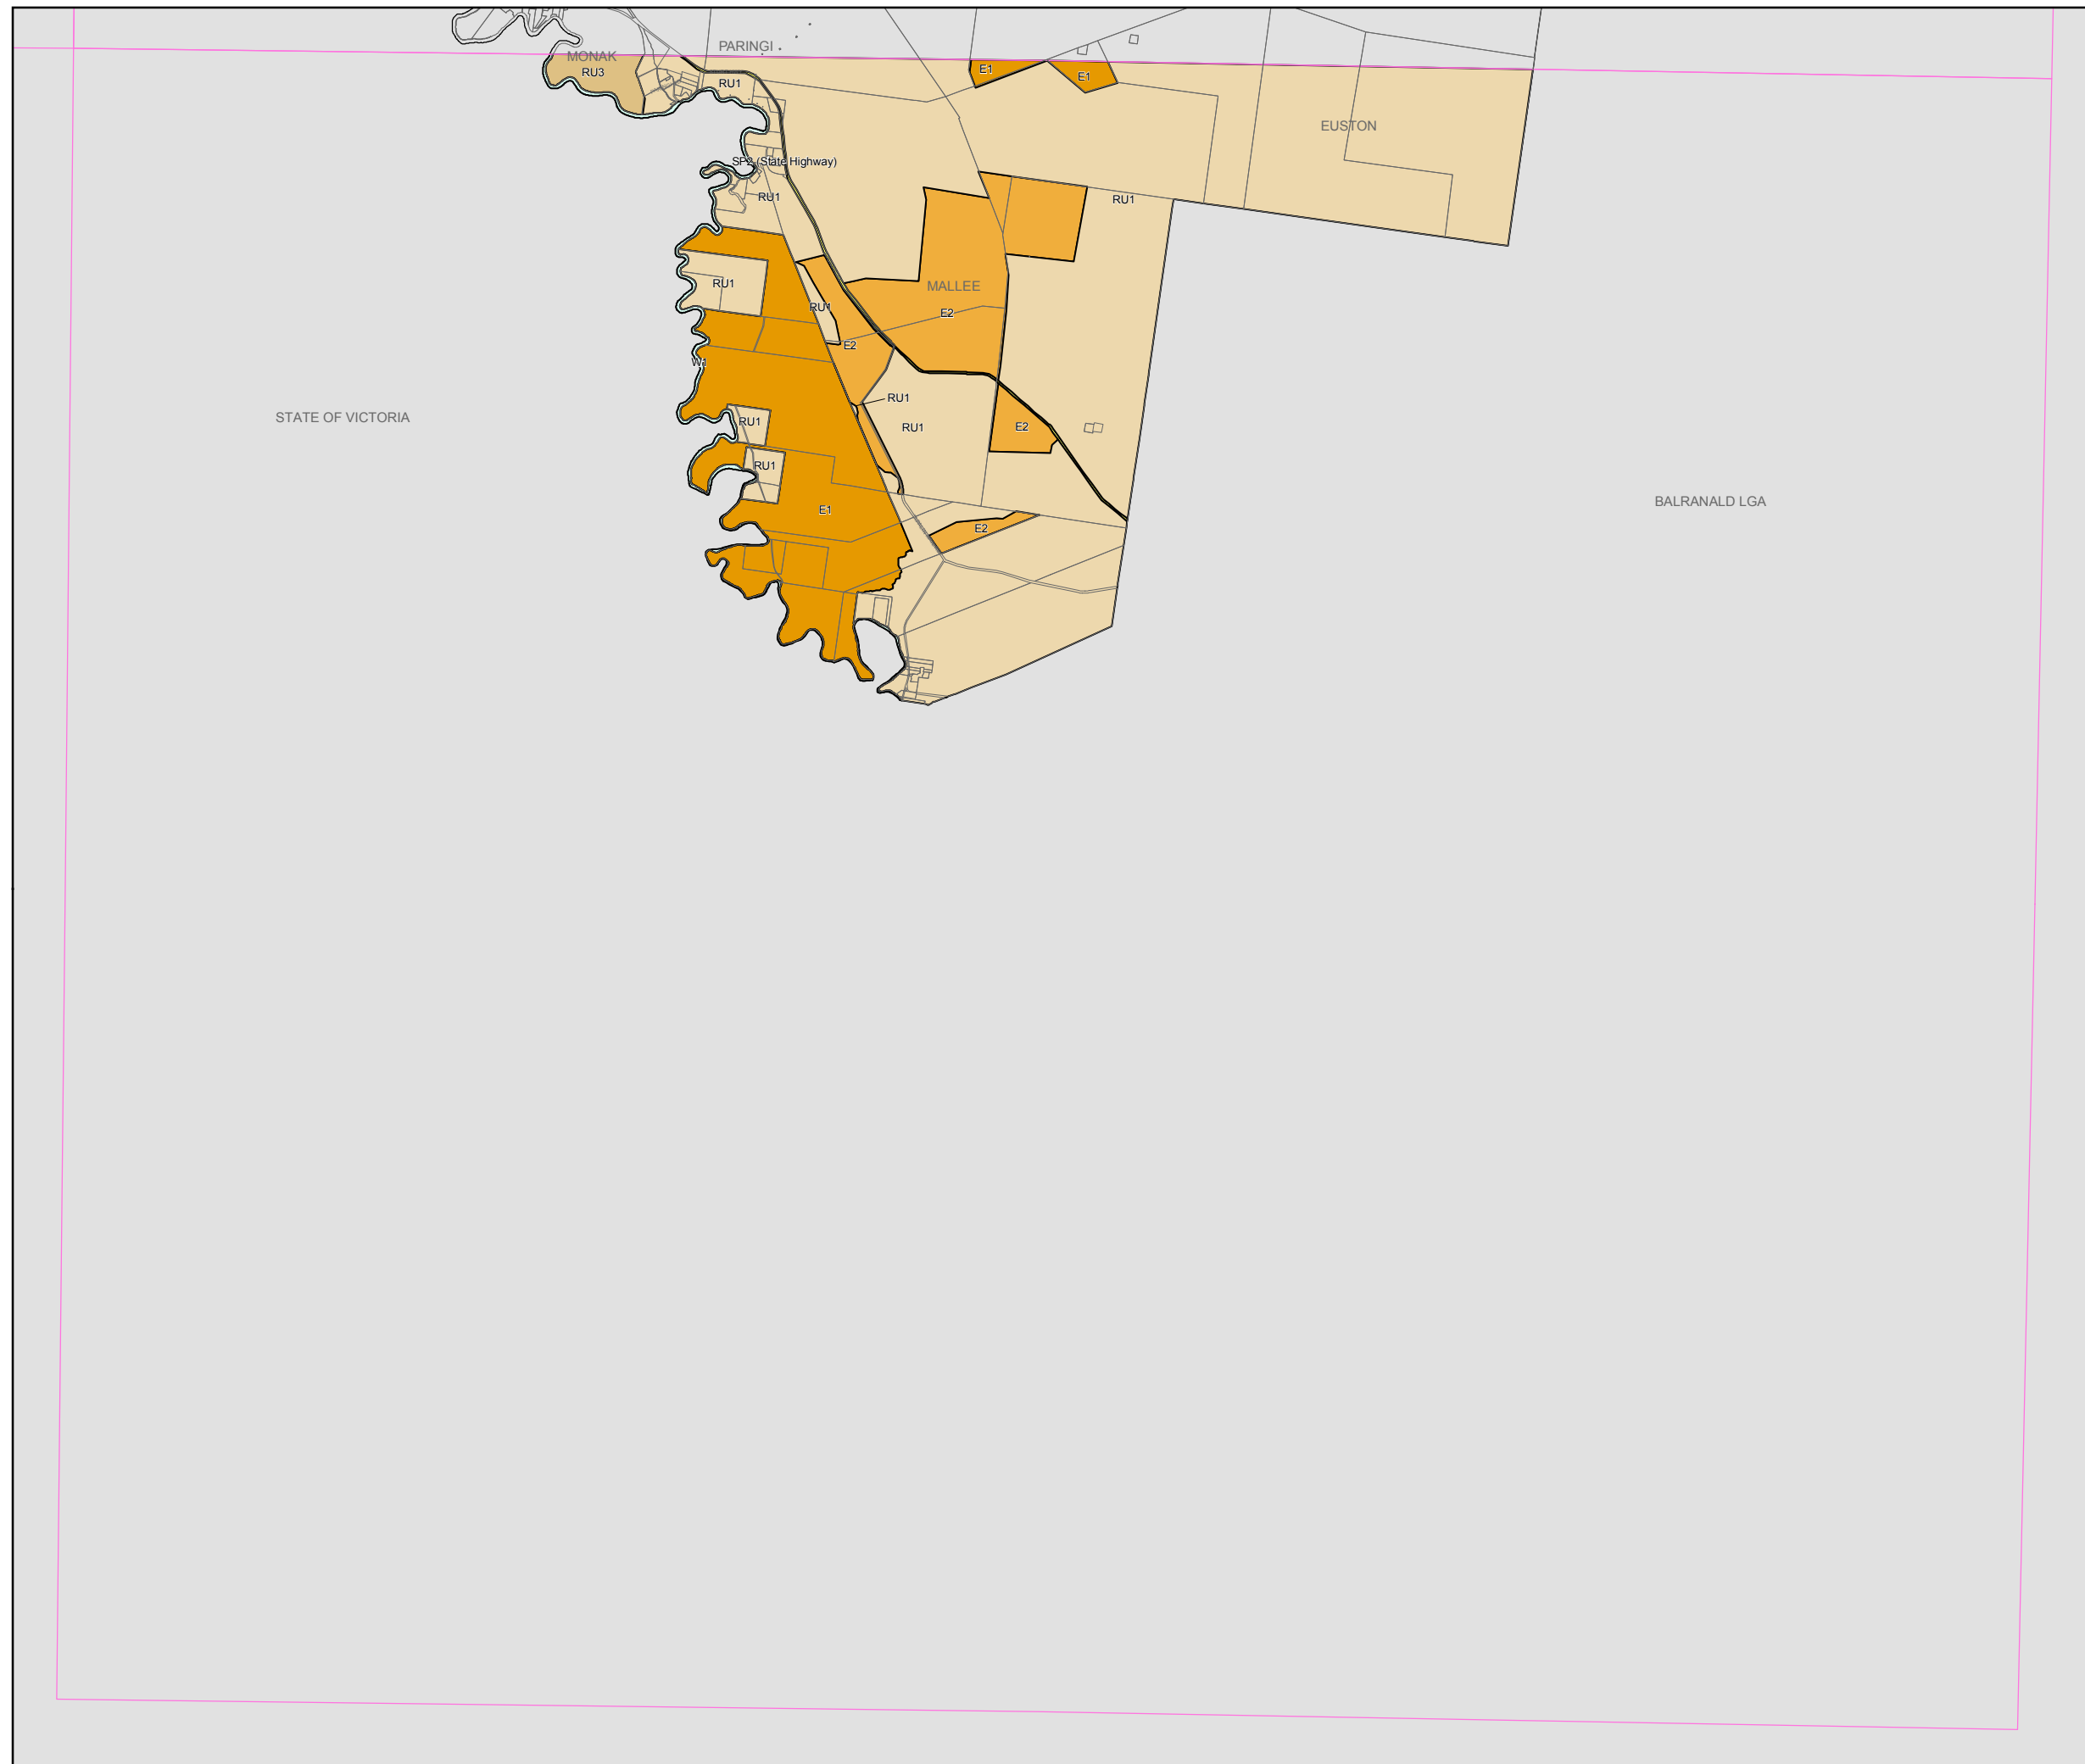 PARINGI
MONAK
RU3
E1
E1
RU1
EUSTON
SP2 (State Highway)
RU1
RU1
RU1
MALLEE
RU1
E2
E2
W1
RU1
STATE OF VICTORIA
RU1
RU1
E2
RU1
BALRANALD LGA
E1
E2